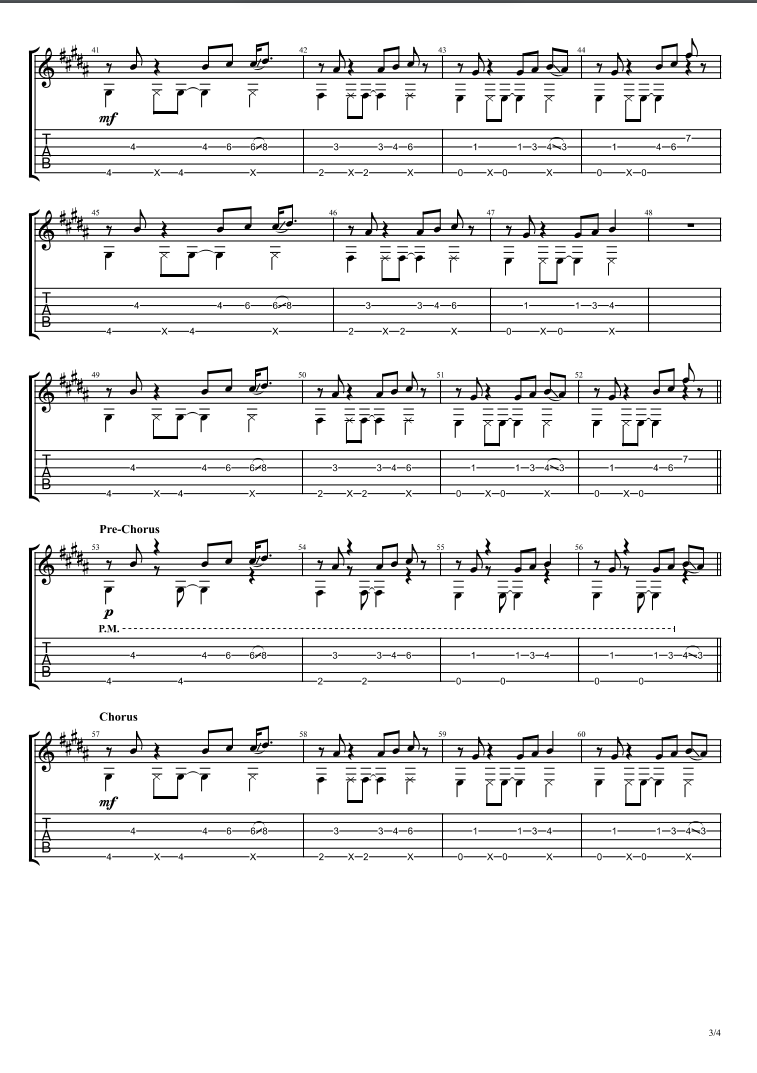 41 42 43 44
mf
T 7
A 4 4 6 6 8 3 3 4 6 1 1 3 4 3 1 4 6
B
4 X 4 X 2 X 2 X 0 X 0 X 0 X 0
45 46 47 48
T
A 4 4 6 6 8 3 3 4 6 1 1 3 4
B
4 X 4 X 2 X 2 X 0 X 0 X
49 50 51 52
T 7
A 4 4 6 6 8 3 3 4 6 1 1 3 4 3 1 4 6
B
4 X 4 X 2 X 2 X 0 X 0 X 0 X 0
Pre-Chorus
53 54 55 56
p
P.M.
T
A 4 4 6 6 8 3 3 4 6 1 1 3 4 1 1 3 4 3
B
4 4 2 2 0 0 0 0
Chorus
57 58 59 60
mf
T
A 4 4 6 6 8 3 3 4 6 1 1 3 4 1 1 3 4 3
B
4 X 4 X 2 X 2 X 0 X 0 X 0 X 0 X
3/4